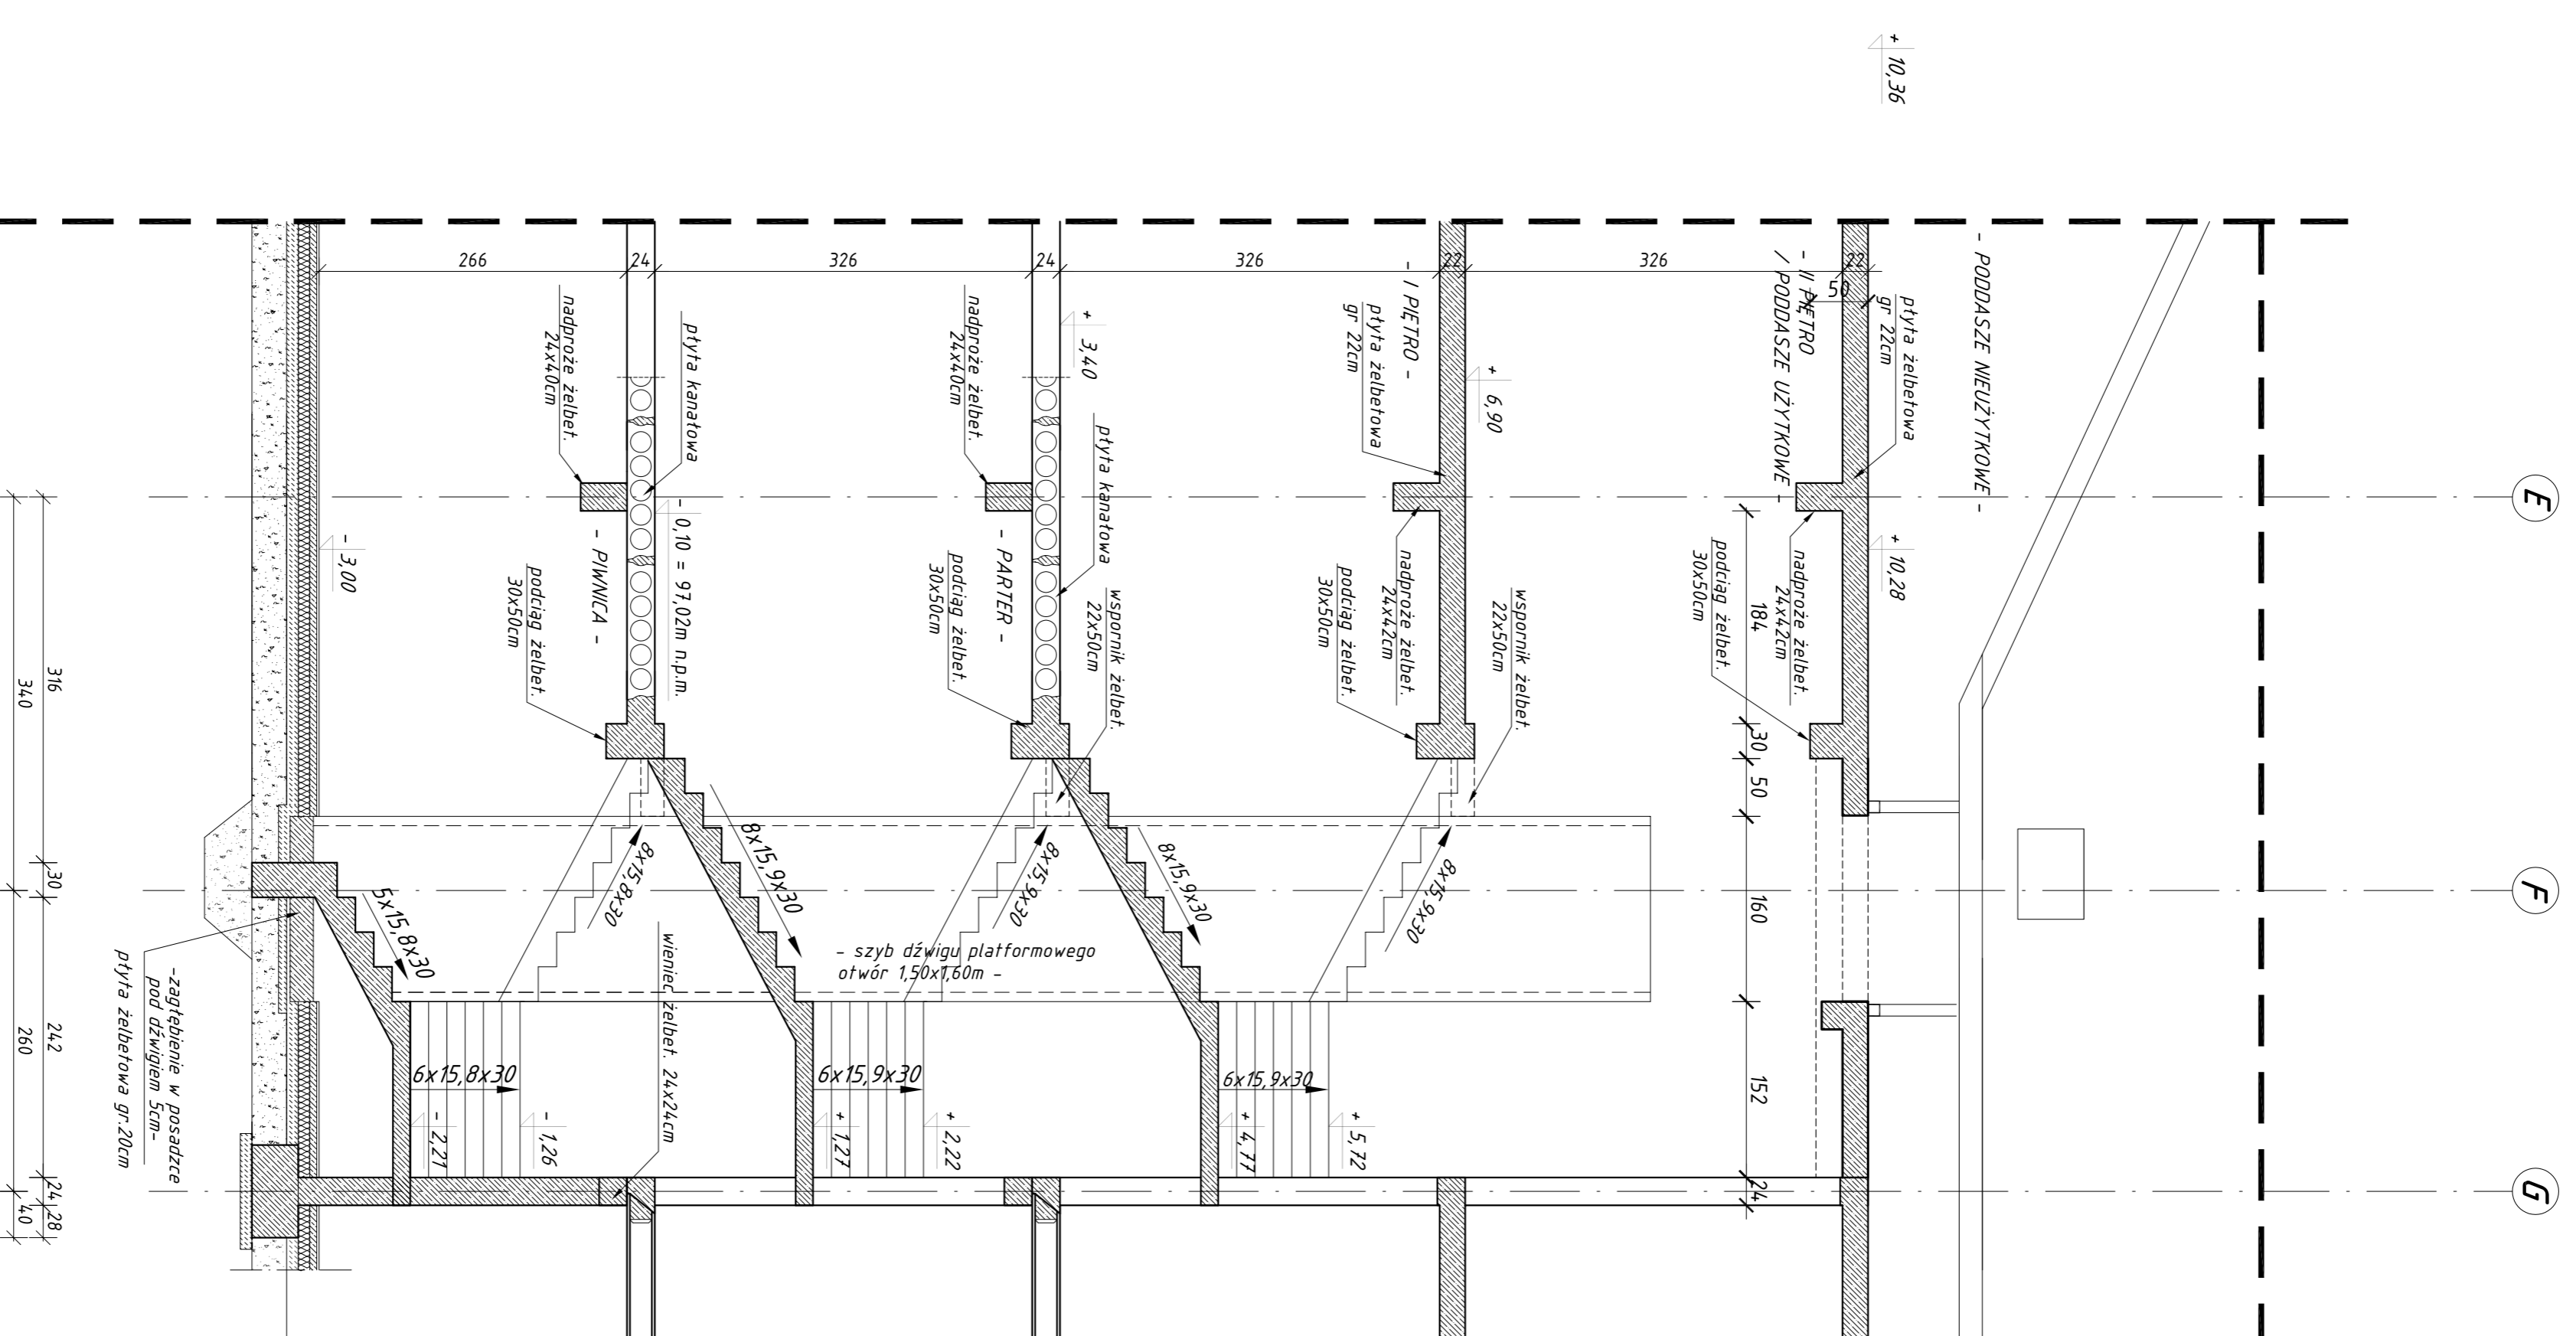 + 10,36
- PODDASZE NIEUŻYTKOWE -
płyta żelbetowa
gr 22cm
+ 10,28
- II PIĘTRO
/ PODDASZE UŻYTKOWE -
nadproże żelbet.
24x42cm
podciąg żelbet.
30x50cm
E
F
G
266
24
326
24
326
22
326
22
50
184
30
50
160
152
24
+ 6,90
- I PIĘTRO -
płyta żelbetowa
gr 22cm
nadproże żelbet.
24x42cm
podciąg żelbet.
30x50cm
wspornik żelbet.
22x50cm
8x15,9x30
+ 5,72
+ 4,77
6x15,9x30
8x15,9x30
+ 3,40
płyta kanałowa
wspornik żelbet.
22x50cm
- PARTER -
nadproże żelbet.
24x40cm
podciąg żelbet.
30x50cm
8x15,9x30
- szyb dźwigu platformowego
otwór 1,50x1,60m -
+ 2,22
+ 1,27
6x15,9x30
8x15,9x30
płyta kanałowa
- 0,10 = 97,02m n.p.m.
- PIWNICA -
nadproże żelbet.
24x40cm
podciąg żelbet.
30x50cm
8x15,8x30
wieniec żelbet. 24x24cm
- 1,26
- 2,21
6x15,8x30
5x15,8x30
- 3,00
-zagłębienie w posadzce
pod dźwigiem 5cm-
płyta żelbetowa gr.20cm
316
30
242
24
28
340
260
40